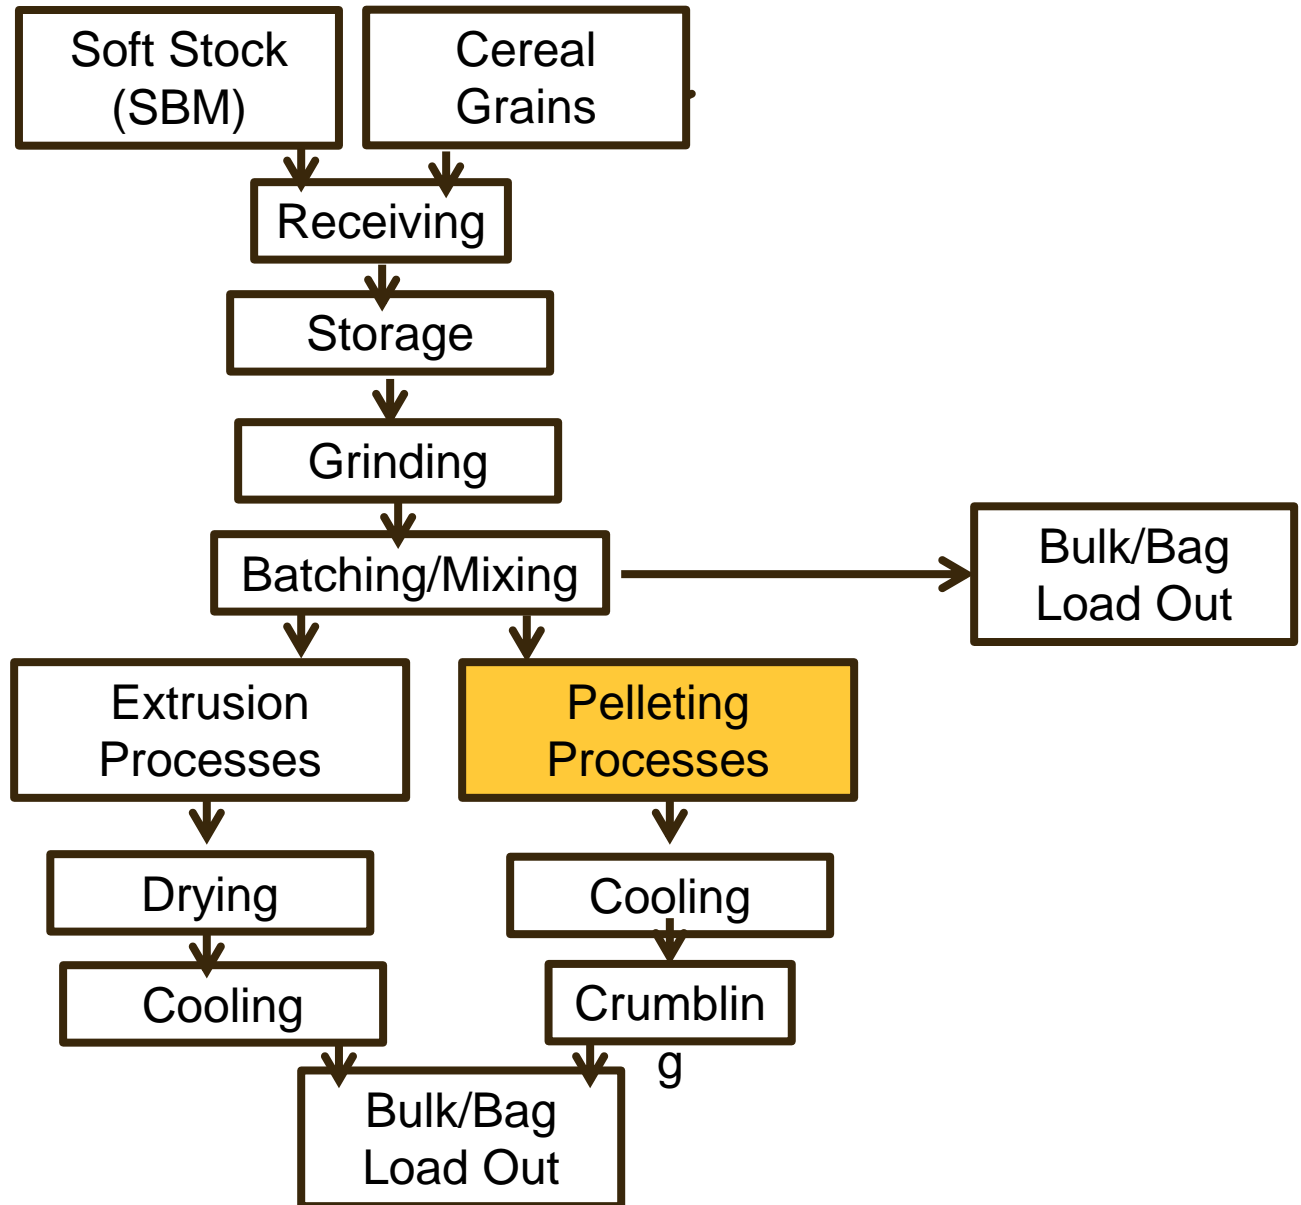 Soft Stock
(SBM)
Cereal
Grains
Receiving
Storage
Grinding
Batching/Mixing
Bulk/Bag
Load Out
Extrusion
Processes
Pelleting
Processes
Drying
Cooling
Cooling
Crumblin
g
Bulk/Bag
Load Out